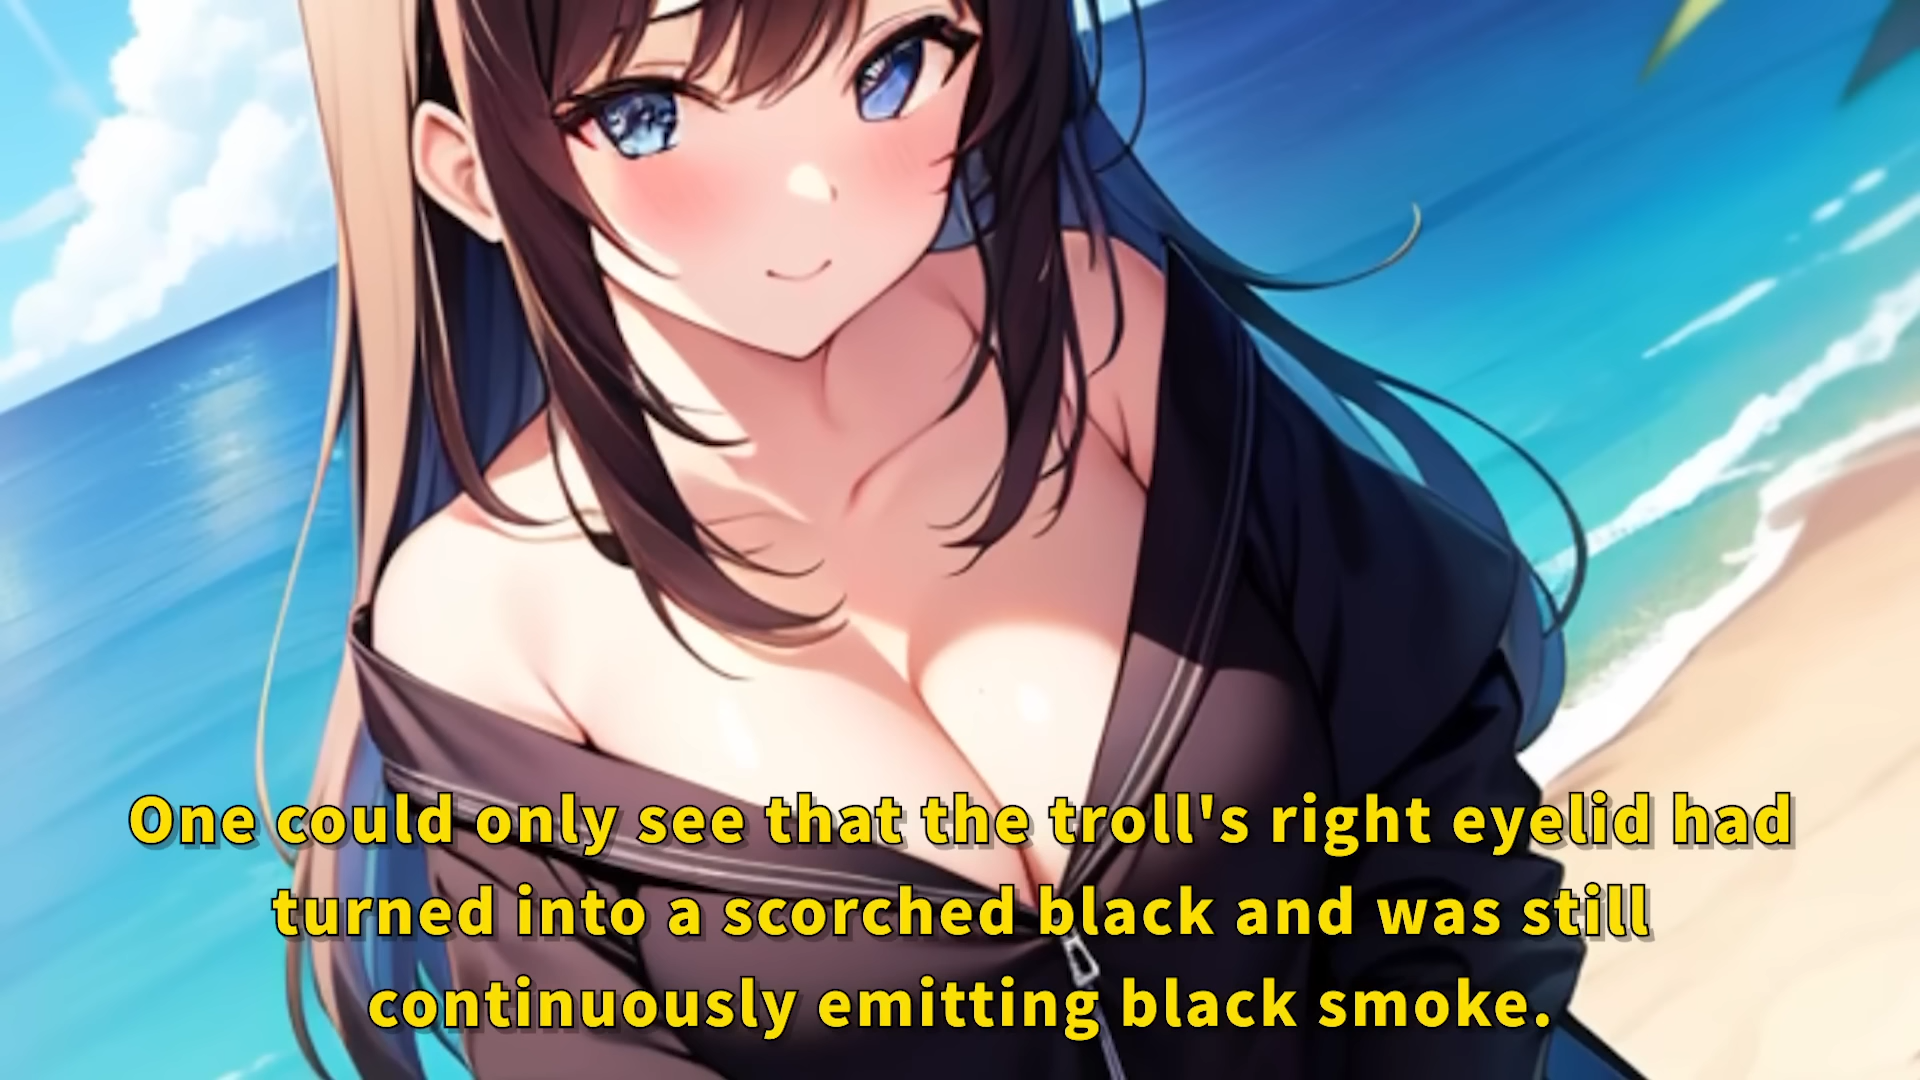 One could only see that the troll's right eyelid had
turned into a scorched black and was still
continuously emitting black smoke.